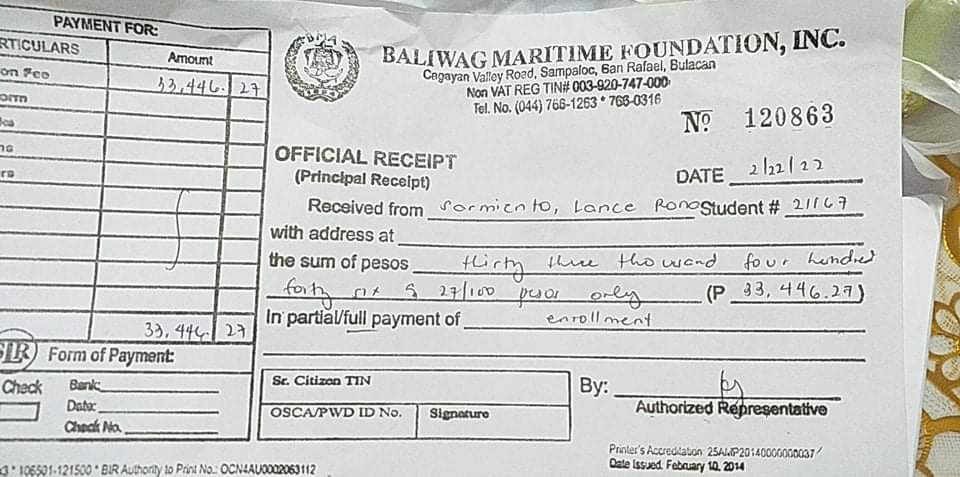 PAYMENT FOR:
RTICULARS Amount
on Fee 33,446. 27
orm
ng
ers
33,446. 27
BIR Form of Payment:
Check Bank:
Date:
Check No.
x3 * 106501-121500 * BIR Authority to Print No.: OCN4AU0002063112
BALIWAG MARITIME FOUNDATION, INC.
Cagayan Valley Road, Sampaloc, San Rafael, Bulacan
Non VAT REG TIN# 003-920-747-000
Tel. No. (044) 766-1263 * 766-0316
No. 120863
OFFICIAL RECEIPT
(Principal Receipt)
DATE 2/22/22
Received from Sarmiento, Lance Rona Student # 21167
with address at
the sum of pesos thirty three thousand four hundred
forty six & 27/100 pesos only (P 33,446.27)
In partial/full payment of enrollment
Sr. Citizen TIN
OSCA/PWD ID No. Signature
By:
Authorized Representative
Printer's Accreditation: 25AMP20140000000037/
Date Issued: February 10, 2014